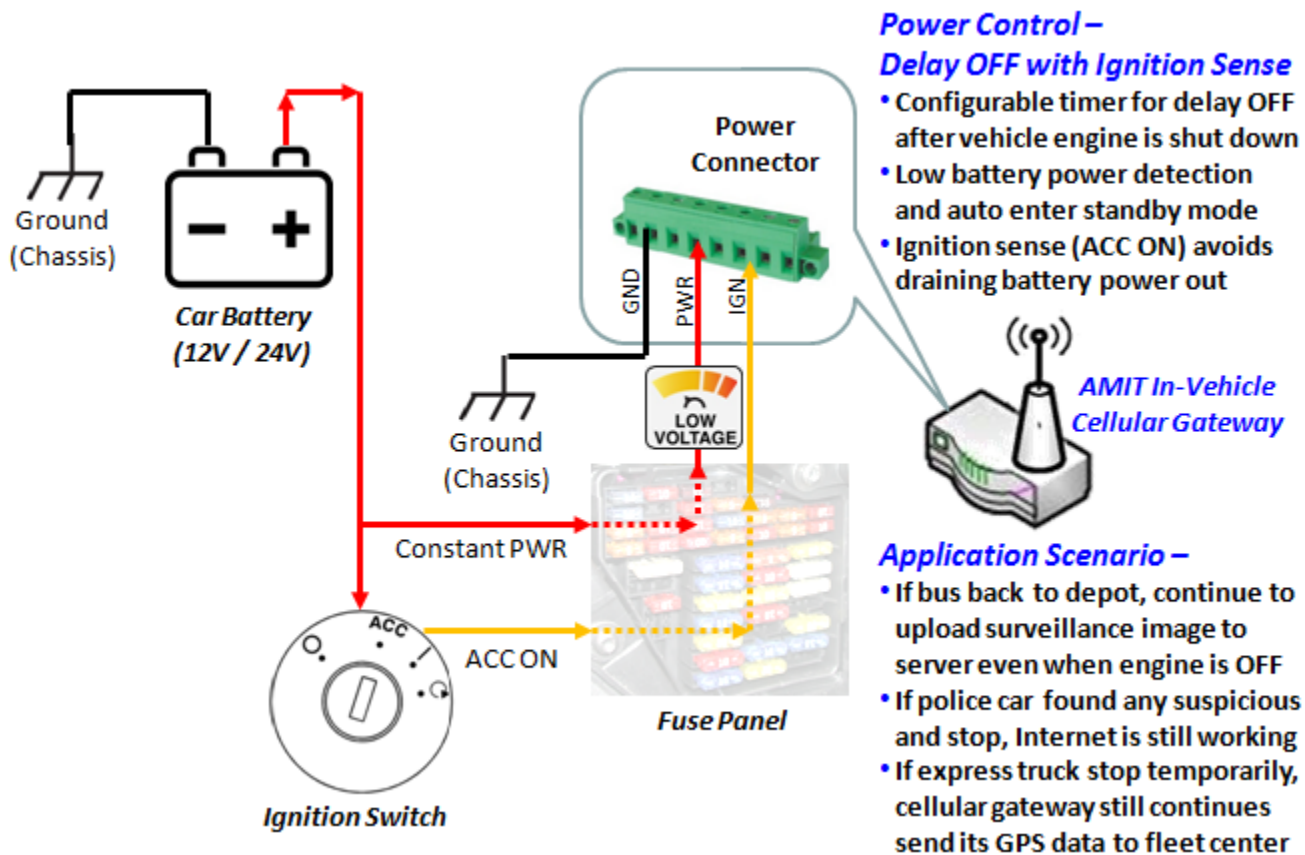 Power Control –
Delay OFF with Ignition Sense
• Configurable timer for delay OFF
after vehicle engine is shut down
• Low battery power detection
and auto enter standby mode
• Ignition sense (ACC ON) avoids
draining battery power out
Power
Connector
GND
PWR
IGN
Ground
(Chassis)
Car Battery
(12V / 24V)
LOW
VOLTAGE
Ground
(Chassis)
AMIT In-Vehicle
Cellular Gateway
Constant PWR
ACC
ACC ON
Fuse Panel
Ignition Switch
Application Scenario –
• If bus back to depot, continue to
upload surveillance image to
server even when engine is OFF
• If police car found any suspicious
and stop, Internet is still working
• If express truck stop temporarily,
cellular gateway still continues
send its GPS data to fleet center